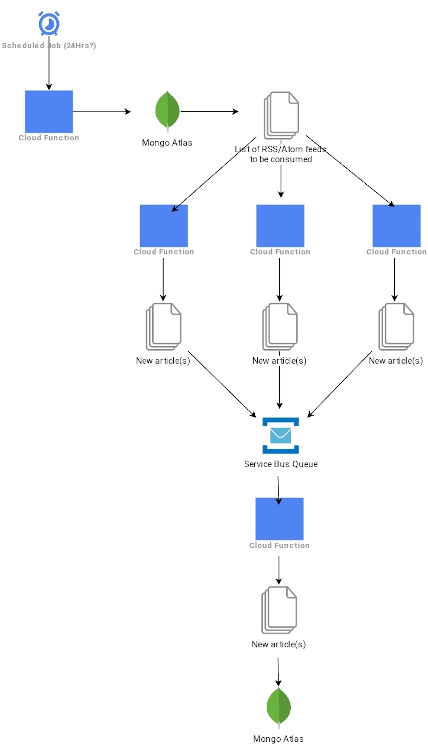 Scheduled Job (24Hrs?)
Cloud Function
Mongo Atlas
List of RSS/Atom feeds
to be consumed
Cloud Function
Cloud Function
Cloud Function
New article(s)
New article(s)
New article(s)
Service Bus Queue
Cloud Function
New article(s)
Mongo Atlas